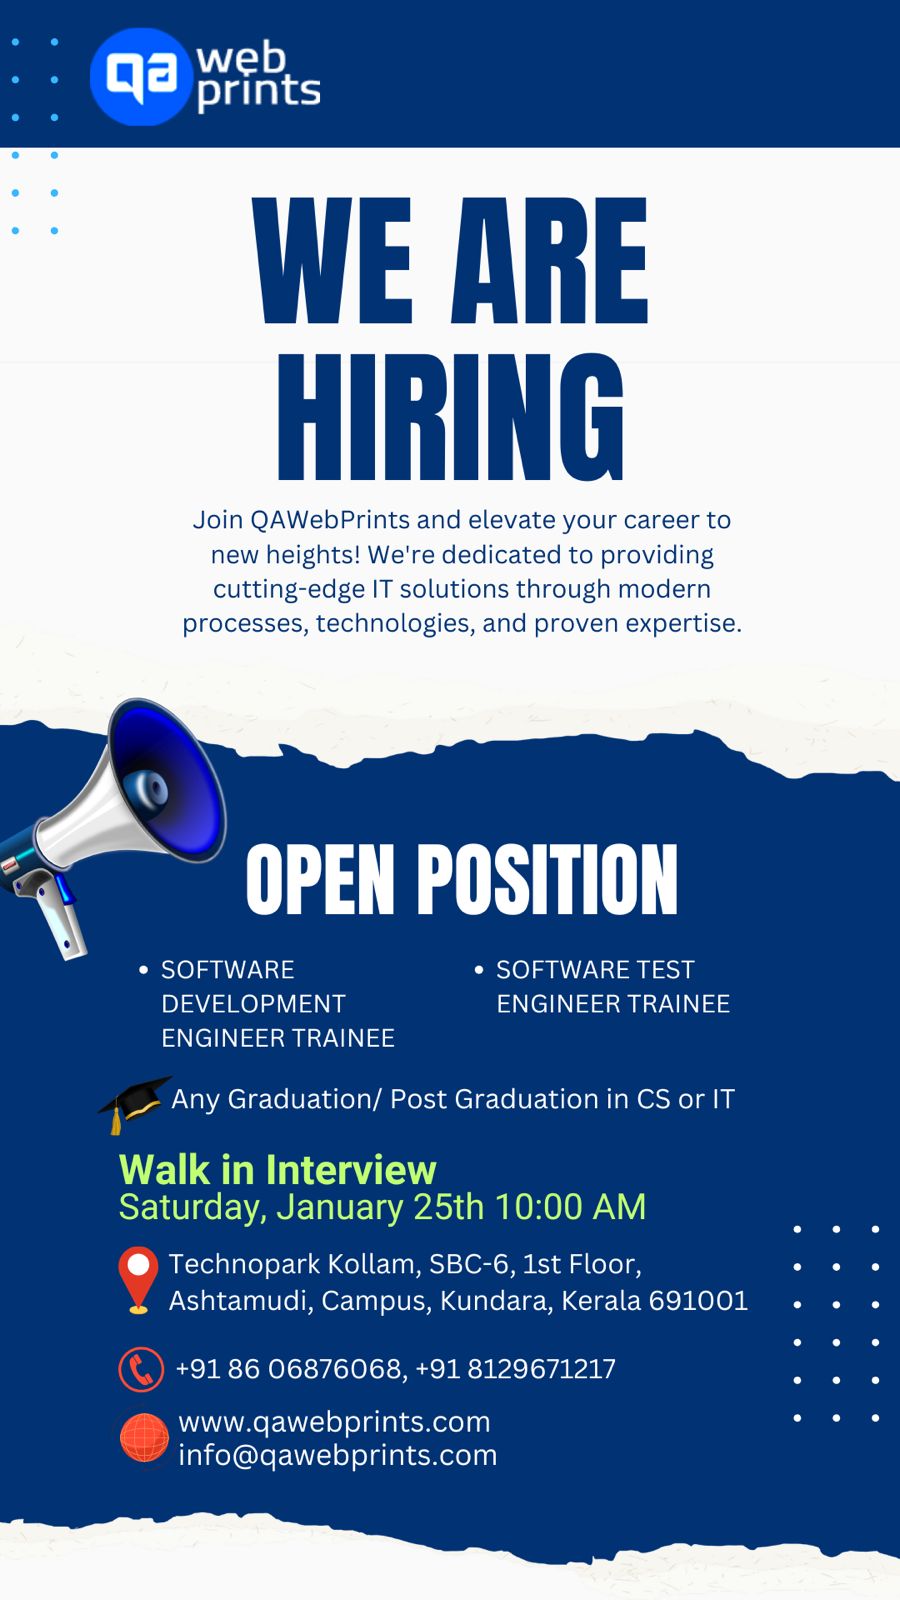 qa web
prints
WE ARE
HIRING
Join QAWebPrints and elevate your career to
new heights! We're dedicated to providing
cutting-edge IT solutions through modern
processes, technologies, and proven expertise.
OPEN POSITION
• SOFTWARE
DEVELOPMENT
ENGINEER TRAINEE
• SOFTWARE TEST
ENGINEER TRAINEE
Any Graduation/ Post Graduation in CS or IT
Walk in Interview
Saturday, January 25th 10:00 AM
Technopark Kollam, SBC-6, 1st Floor,
Ashtamudi, Campus, Kundara, Kerala 691001
+91 86 06876068, +91 8129671217
www.qawebprints.com
info@qawebprints.com